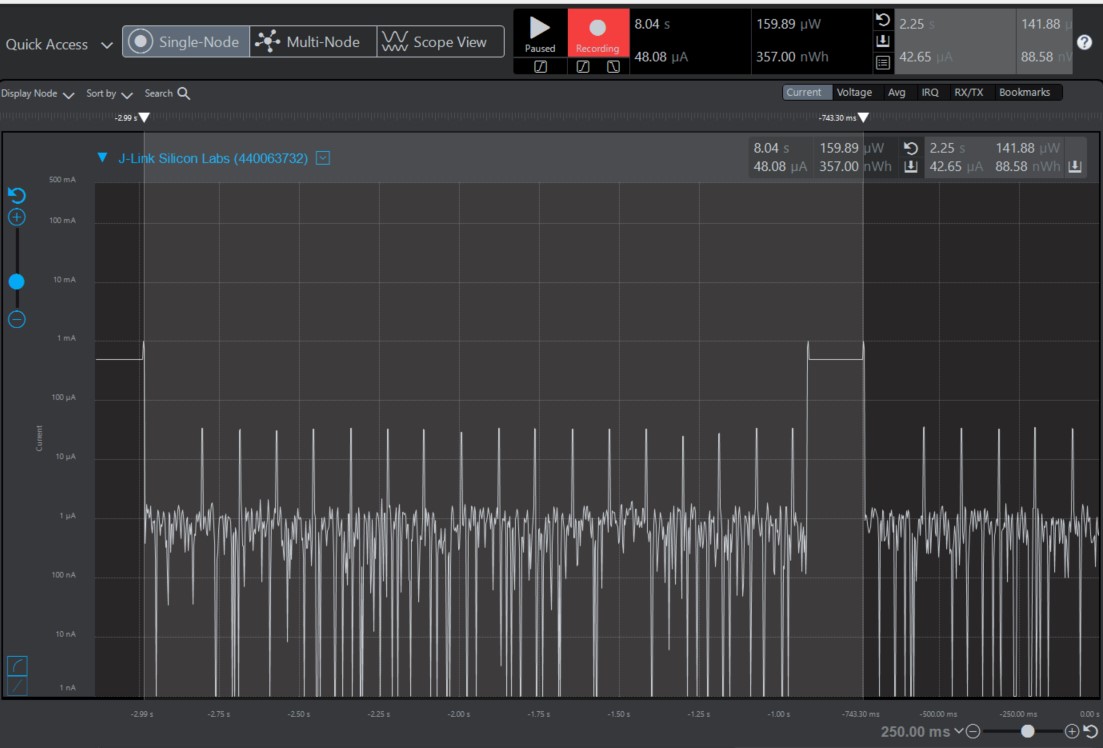 Quick Access Single-Node Multi-Node Scope View
Paused Recording
8.04 s 159.89 µW 2.25 s 141.88 µ
48.08 µA 357.00 nWh 42.65 µA 88.58 nV
Display Node Sort by Search Current Voltage Avg IRQ RX/TX Bookmarks
-2.99 s -743.30 ms
J-Link Silicon Labs (440063732)
8.04 s 159.89 µW 2.25 s 141.88 µW
48.08 µA 357.00 nWh 42.65 µA 88.58 nWh
500 mA
100 mA
10 mA
1 mA
100 µA
Current
10 µA
1 µA
100 nA
10 nA
1 nA
-2.99 s -2.75 s -2.50 s -2.25 s -2.00 s -1.75 s -1.50 s -1.25 s -1.00 s -743.30 ms -500.00 ms -250.00 ms 0.00 s
250.00 ms